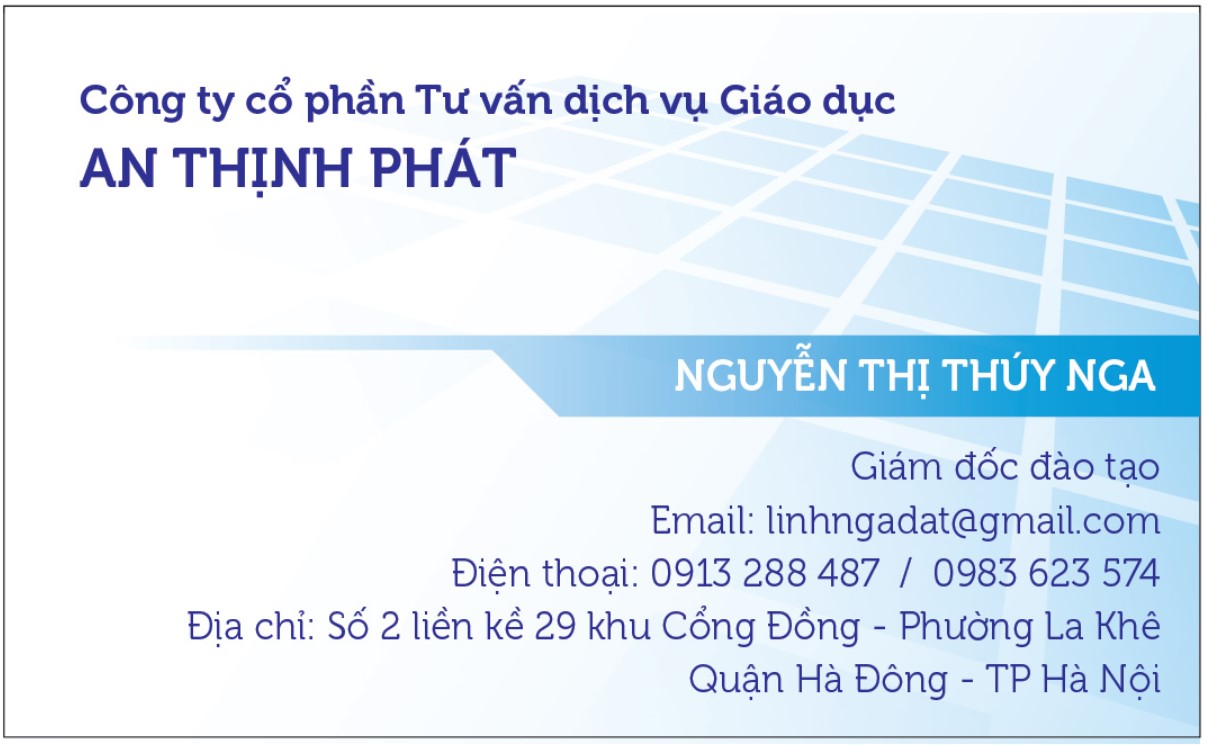 Công ty cổ phần Tư vấn dịch vụ Giáo dục
AN THỊNH PHÁT
NGUYỄN THỊ THÚY NGA
Giám đốc đào tạo
Email: linhngadat@gmail.com
Điện thoại: 0913 288 487 / 0983 623 574
Địa chỉ: Số 2 liền kề 29 khu Cổng Đồng - Phường La Khê
Quận Hà Đông - TP Hà Nội